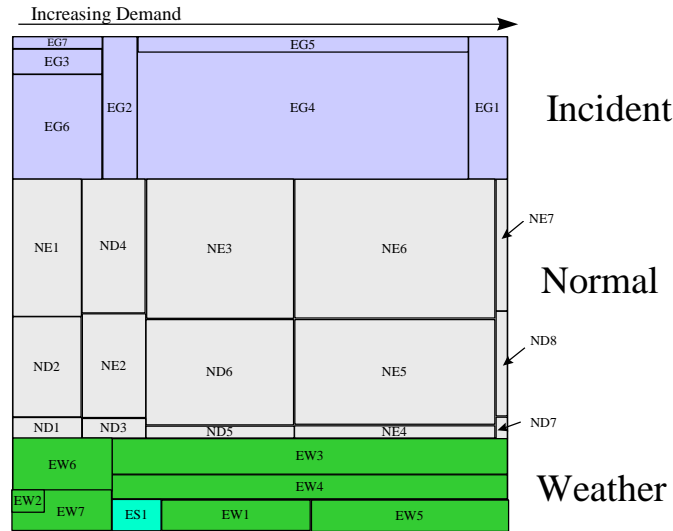 Increasing Demand
EG7
EG5
EG3
EG2
EG4
EG1
Incident
EG6
NE7
NE1
ND4
NE3
NE6
Normal
ND8
ND2
NE2
ND6
NE5
ND7
ND1
ND3
ND5
NE4
EW3
EW6
EW4
Weather
EW2
EW7
ES1
EW1
EW5